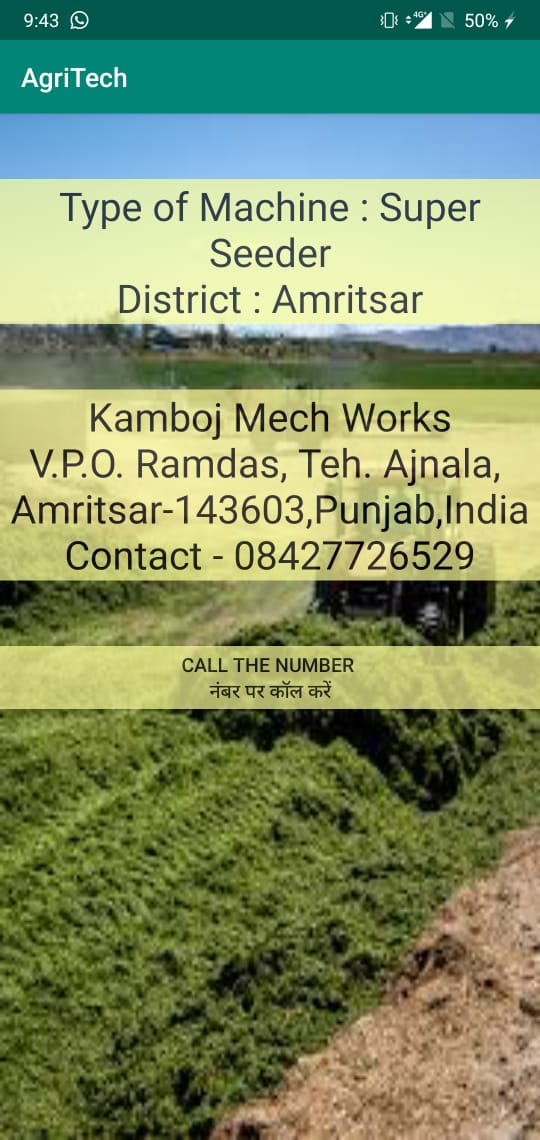 9:43
4G+
50%
AgriTech
Type of Machine : Super
Seeder
District : Amritsar
Kamboj Mech Works
V.P.O. Ramdas, Teh. Ajnala,
Amritsar-143603,Punjab,India
Contact - 08427726529
CALL THE NUMBER
नंबर पर कॉल करें